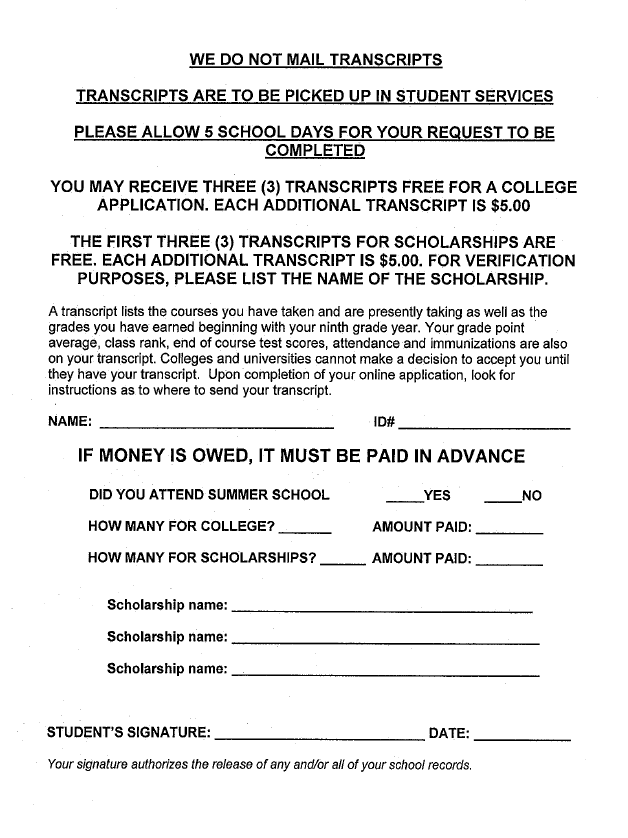 WE DO NOT MAIL TRANSCRIPTS
TRANSCRIPTS ARE TO BE PICKED UP IN STUDENT SERVICES
PLEASE ALLOW 5 SCHOOL DAYS FOR YOUR REQUEST TO BE
COMPLETED
YOU MAY RECEIVE THREE (3) TRANSCRIPTS FREE FOR A COLLEGE
APPLICATION. EACH ADDITIONAL TRANSCRIPT IS $5.00
THE FIRST THREE (3) TRANSCRIPTS FOR SCHOLARSHIPS ARE
FREE. EACH ADDITIONAL TRANSCRIPT IS $5.00. FOR VERIFICATION
PURPOSES, PLEASE LIST THE NAME OF THE SCHOLARSHIP.
A transcript lists the courses you have taken and are presently taking as well as the
grades you have earned beginning with your ninth grade year. Your grade point
average, class rank, end of course test scores, attendance and immunizations are also
on your transcript. Colleges and universities cannot make a decision to accept you until
they have your transcript. Upon completion of your online application, look for
instructions as to where to send your transcript.
NAME: ____________________ ID# ____________________
IF MONEY IS OWED, IT MUST BE PAID IN ADVANCE
DID YOU ATTEND SUMMER SCHOOL _____YES _____NO
HOW MANY FOR COLLEGE? _______ AMOUNT PAID: _________
HOW MANY FOR SCHOLARSHIPS? ______ AMOUNT PAID: _________
Scholarship name: ____________________
Scholarship name: ____________________
Scholarship name: ____________________
STUDENT'S SIGNATURE: ____________________ DATE: ____________
Your signature authorizes the release of any and/or all of your school records.